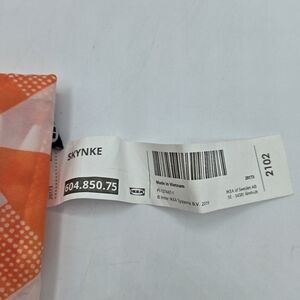 SKYNKE
604.850.75
Made in Vietnam
© Inter IKEA Systems B.V. 2019
20773
IKEA of Sweden AB
SE - 34381 Älmhult
2102